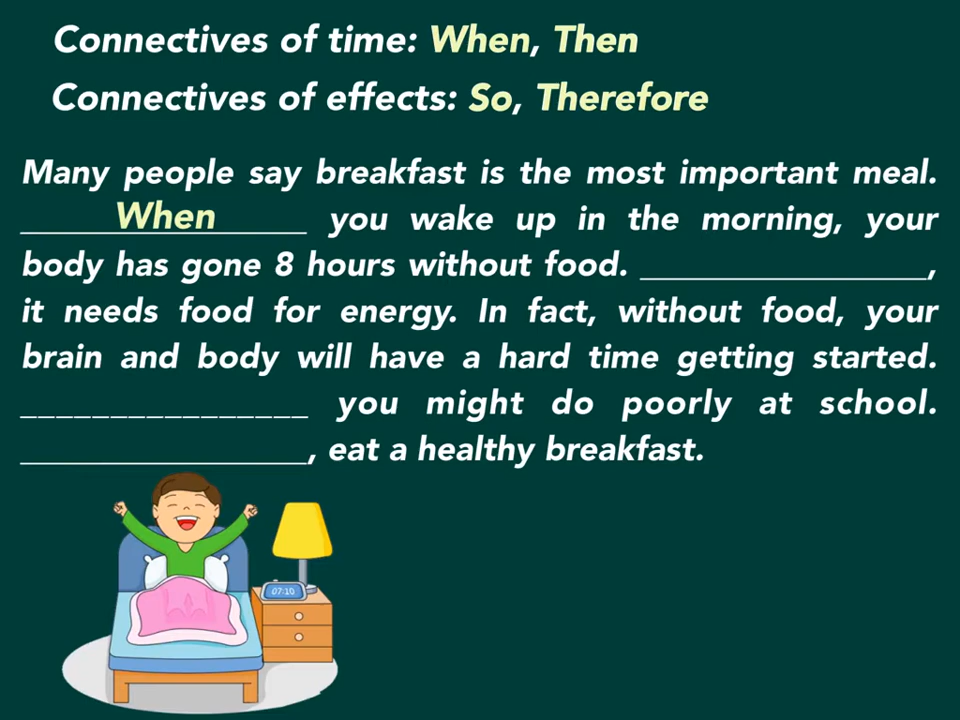 Connectives of time: When, Then
Connectives of effects: So, Therefore
Many people say breakfast is the most important meal.
______When______ you wake up in the morning, your
body has gone 8 hours without food. ________________,
it needs food for energy. In fact, without food, your
brain and body will have a hard time getting started.
________________ you might do poorly at school.
________________, eat a healthy breakfast.
07:10